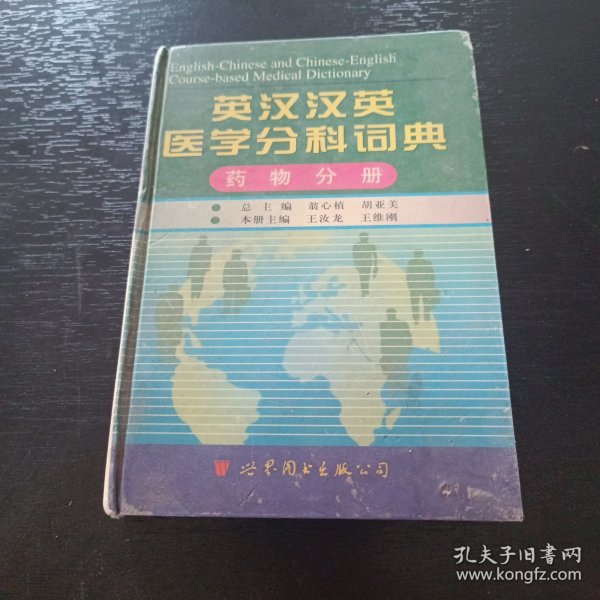 English-Chinese and Chinese-English
Course-based Medical Dictionary
英汉汉英
医学分科词典
药物分册
● 总主编 翁心植 胡亚美
● 本册主编 王汝龙 王维刚
W 世界图书出版公司
孔夫子旧书网
www.kongfz.com